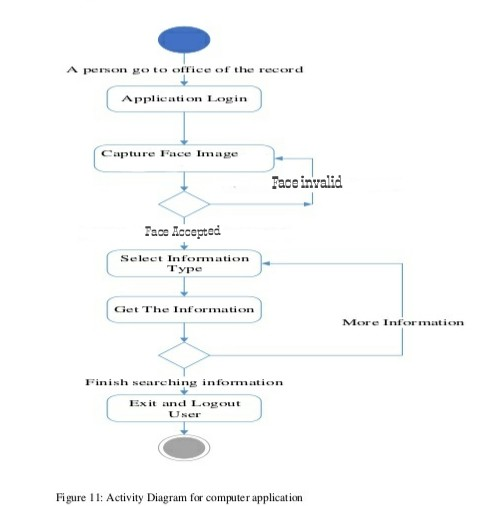 A person go to office of the record
Application Login
Capture Face Image
Face invalid
Face Accepted
Select Information
Type
Get The Information
More Information
Finish searching information
Exit and Logout
User
Figure 11: Activity Diagram for computer application